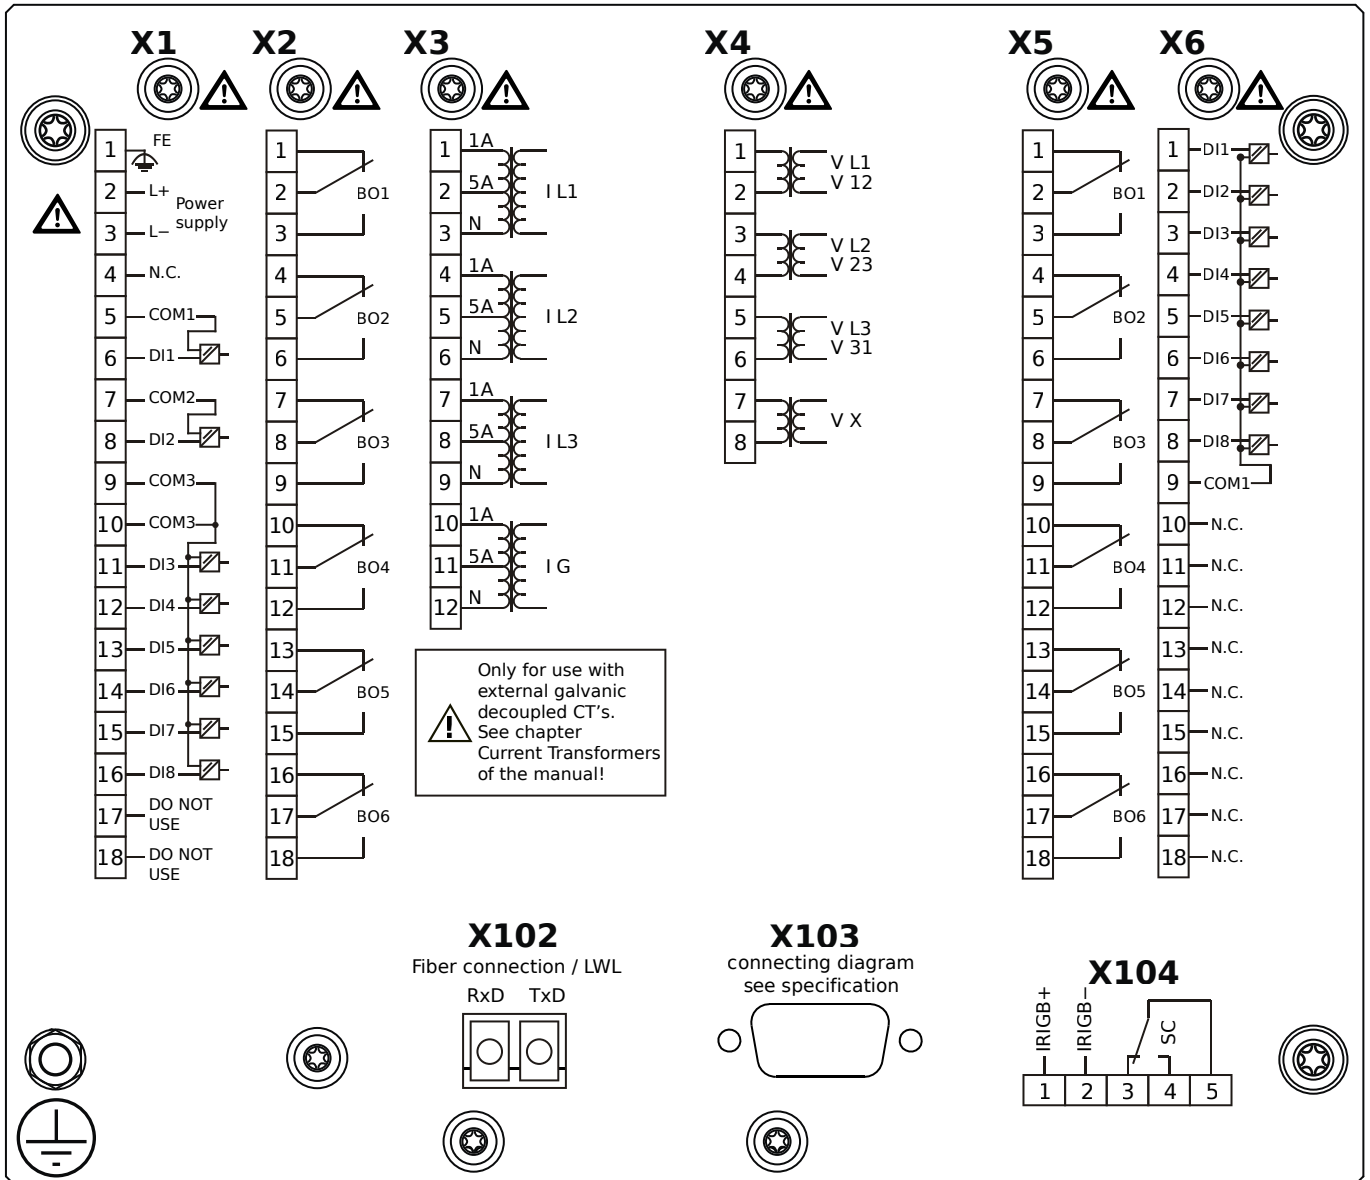 X1
X2
X3
X4
X5
X6
1 FE
2 L+
Power
supply
3 L−
4 N.C.
5 COM1
6 DI1
7 COM2
8 DI2
9 COM3
10 COM3
11 DI3
12 DI4
13 DI5
14 DI6
15 DI7
16 DI8
17 DO NOT
USE
18 DO NOT
USE
1
2 BO1
3
4
5 BO2
6
7
8 BO3
9
10
11 BO4
12
13
14 BO5
15
16
17 BO6
18
1 1A
2 5A I L1
3 N
4 1A
5 5A I L2
6 N
7 1A
8 5A I L3
9 N
10 1A
11 5A I G
12 N
Only for use with
external galvanic
decoupled CT’s.
See chapter
Current Transformers
of the manual!
1 V L1
2 V 12
3 V L2
4 V 23
5 V L3
6 V 31
7 V X
8
1
2 BO1
3
4
5 BO2
6
7
8 BO3
9
10
11 BO4
12
13
14 BO5
15
16
17 BO6
18
1 DI1
2 DI2
3 DI3
4 DI4
5 DI5
6 DI6
7 DI7
8 DI8
9 COM1
10 N.C.
11 N.C.
12 N.C.
13 N.C.
14 N.C.
15 N.C.
16 N.C.
17 N.C.
18 N.C.
X102
Fiber connection / LWL
RxD TxD
X103
connecting diagram
see specification
X104
IRIGB+
IRIGB−
SC
1 2 3 4 5